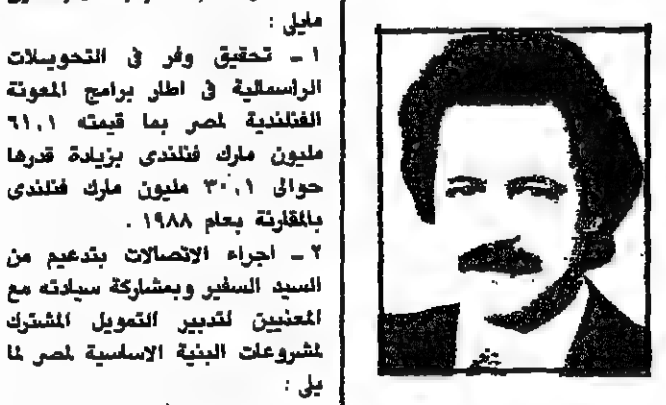 مايلى :
١ ــ تحقيق وفر فى التحويلات
الراسمالية فى اطار برامج المعونة
الفنلندية لمصر بما قيمته ٦١,١
مليون مارك فنلندى بزيادة قدرها
حوالى ٣٠,١ مليون مارك فنلندى
بالمقارنة بعام ١٩٨٨ .
٢ ــ اجراء الاتصالات بتدعيم من
السيد السفير وبمشاركة سيادته مع
المعنيين لتدبير التمويل المشترك
لمشروعات البنية الاساسية لمصر لما
يلى :